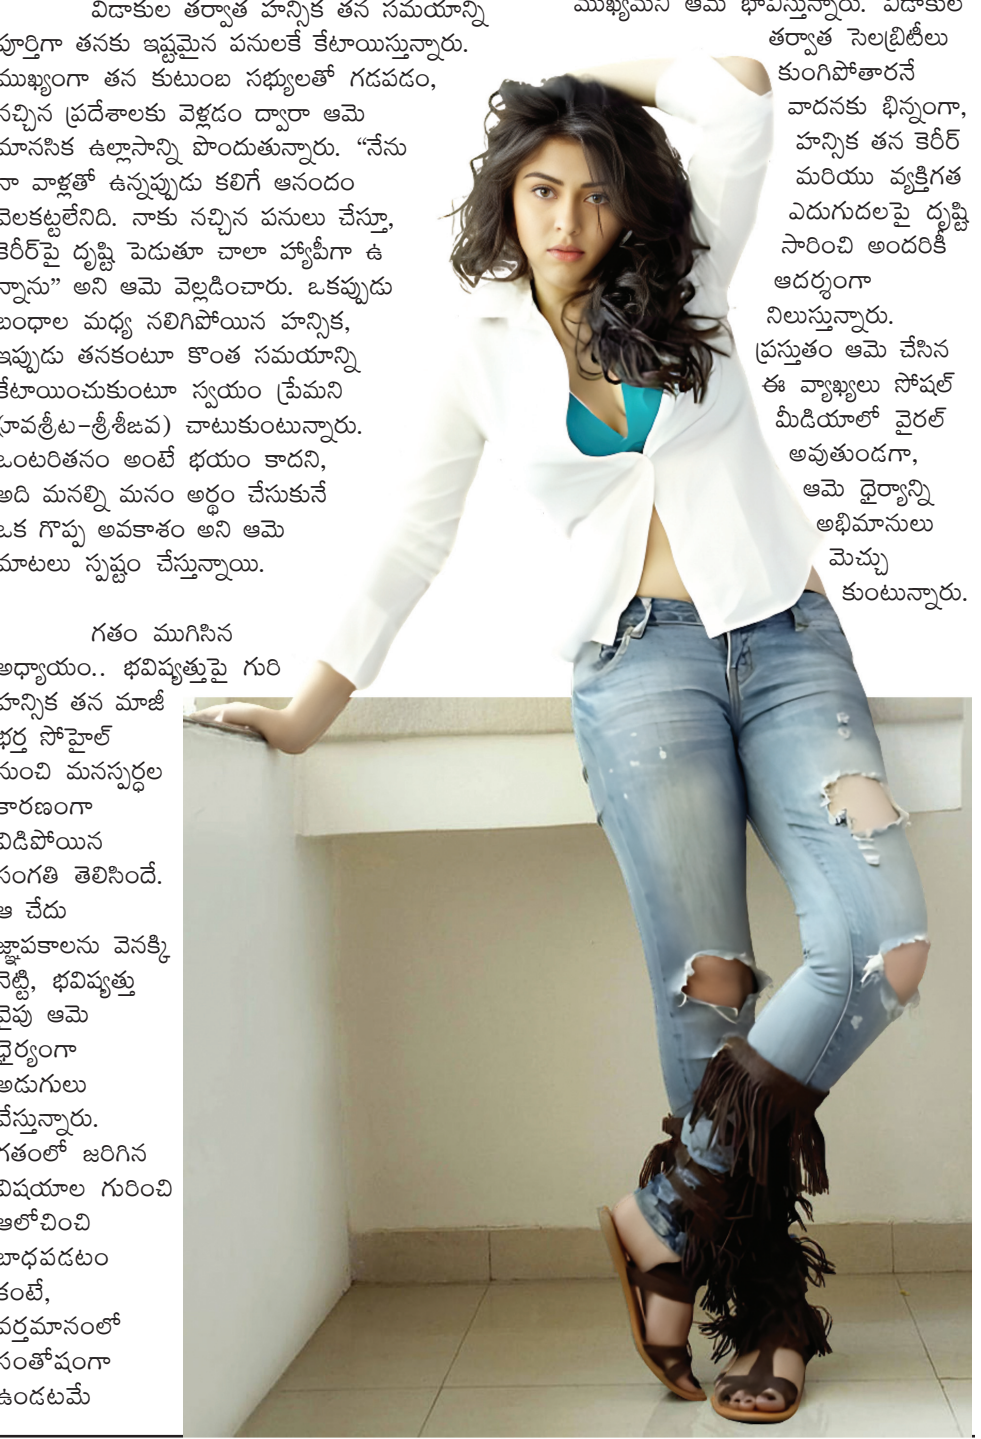 విడాకుల తర్వాత హన్సిక తన సమయాన్ని
పూర్తిగా తనకు ఇష్టమైన పనులకే కేటాయిస్తున్నారు.
ముఖ్యంగా తన కుటుంబ సభ్యులతో గడపడం,
నచ్చిన ప్రదేశాలకు వెళ్లడం ద్వారా ఆమె
మానసిక ఉల్లాసాన్ని పొందుతున్నారు. “నేను
నా వాళ్లతో ఉన్నప్పుడు కలిగే ఆనందం
వెలకట్టలేనిది. నాకు నచ్చిన పనులు చేస్తూ,
కెరీర్‌పై దృష్టి పెడుతూ చాలా హ్యాపీగా ఉ
న్నాను” అని ఆమె వెల్లడించారు. ఒకప్పుడు
బంధాల మధ్య నలిగిపోయిన హన్సిక,
ఇప్పుడు తనకంటూ కొంత సమయాన్ని
కేటాయించుకుంటూ స్వయం ప్రేమని
చాటుకుంటున్నారు.
ఒంటరితనం అంటే భయం కాదని,
అది మనల్ని మనం అర్థం చేసుకునే
ఒక గొప్ప అవకాశం అని ఆమె
మాటలు స్పష్టం చేస్తున్నాయి.
గతం ముగిసిన
అధ్యాయం.. భవిష్యత్తుపై గురి
హన్సిక తన మాజీ
భర్త సోహైల్
నుంచి మనస్పర్థల
కారణంగా
విడిపోయిన
సంగతి తెలిసిందే.
ఆ చేదు
జ్ఞాపకాలను వెనక్కి
నెట్టి, భవిష్యత్తు
వైపు ఆమె
ధైర్యంగా
అడుగులు
వేస్తున్నారు.
గతంలో జరిగిన
విషయాల గురించి
ఆలోచించి
బాధపడటం
కంటే,
వర్తమానంలో
సంతోషంగా
ఉండటమే
ముఖ్యమని ఆమె భావిస్తున్నారు. విడాకుల
తర్వాత సెలబ్రిటీలు
కుంగిపోతారనే
వాదనకు భిన్నంగా,
హన్సిక తన కెరీర్
మరియు వ్యక్తిగత
ఎదుగుదలపై దృష్టి
సారించి అందరికీ
ఆదర్శంగా
నిలుస్తున్నారు.
ప్రస్తుతం ఆమె చేసిన
ఈ వ్యాఖ్యలు సోషల్
మీడియాలో వైరల్
అవుతుండగా,
ఆమె ధైర్యాన్ని
అభిమానులు
మెచ్చు
కుంటున్నారు.